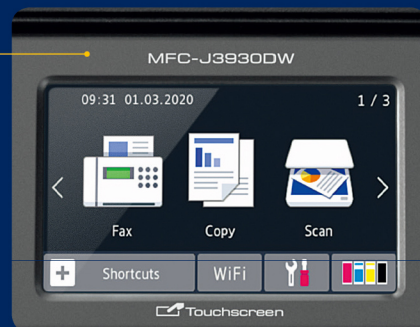 MFC-J3930DW
09:31 01.03.2020 1 / 3
Fax Copy Scan
Shortcuts WiFi
Touchscreen